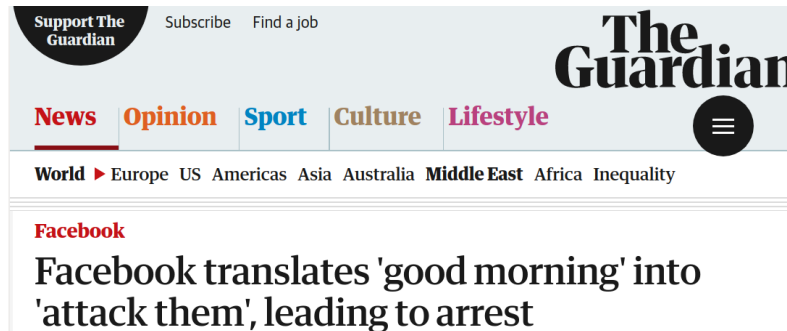 Support The
Guardian
Subscribe Find a job
The
Guardian
News Opinion Sport Culture Lifestyle
World Europe US Americas Asia Australia Middle East Africa Inequality
Facebook
Facebook translates 'good morning' into
'attack them', leading to arrest